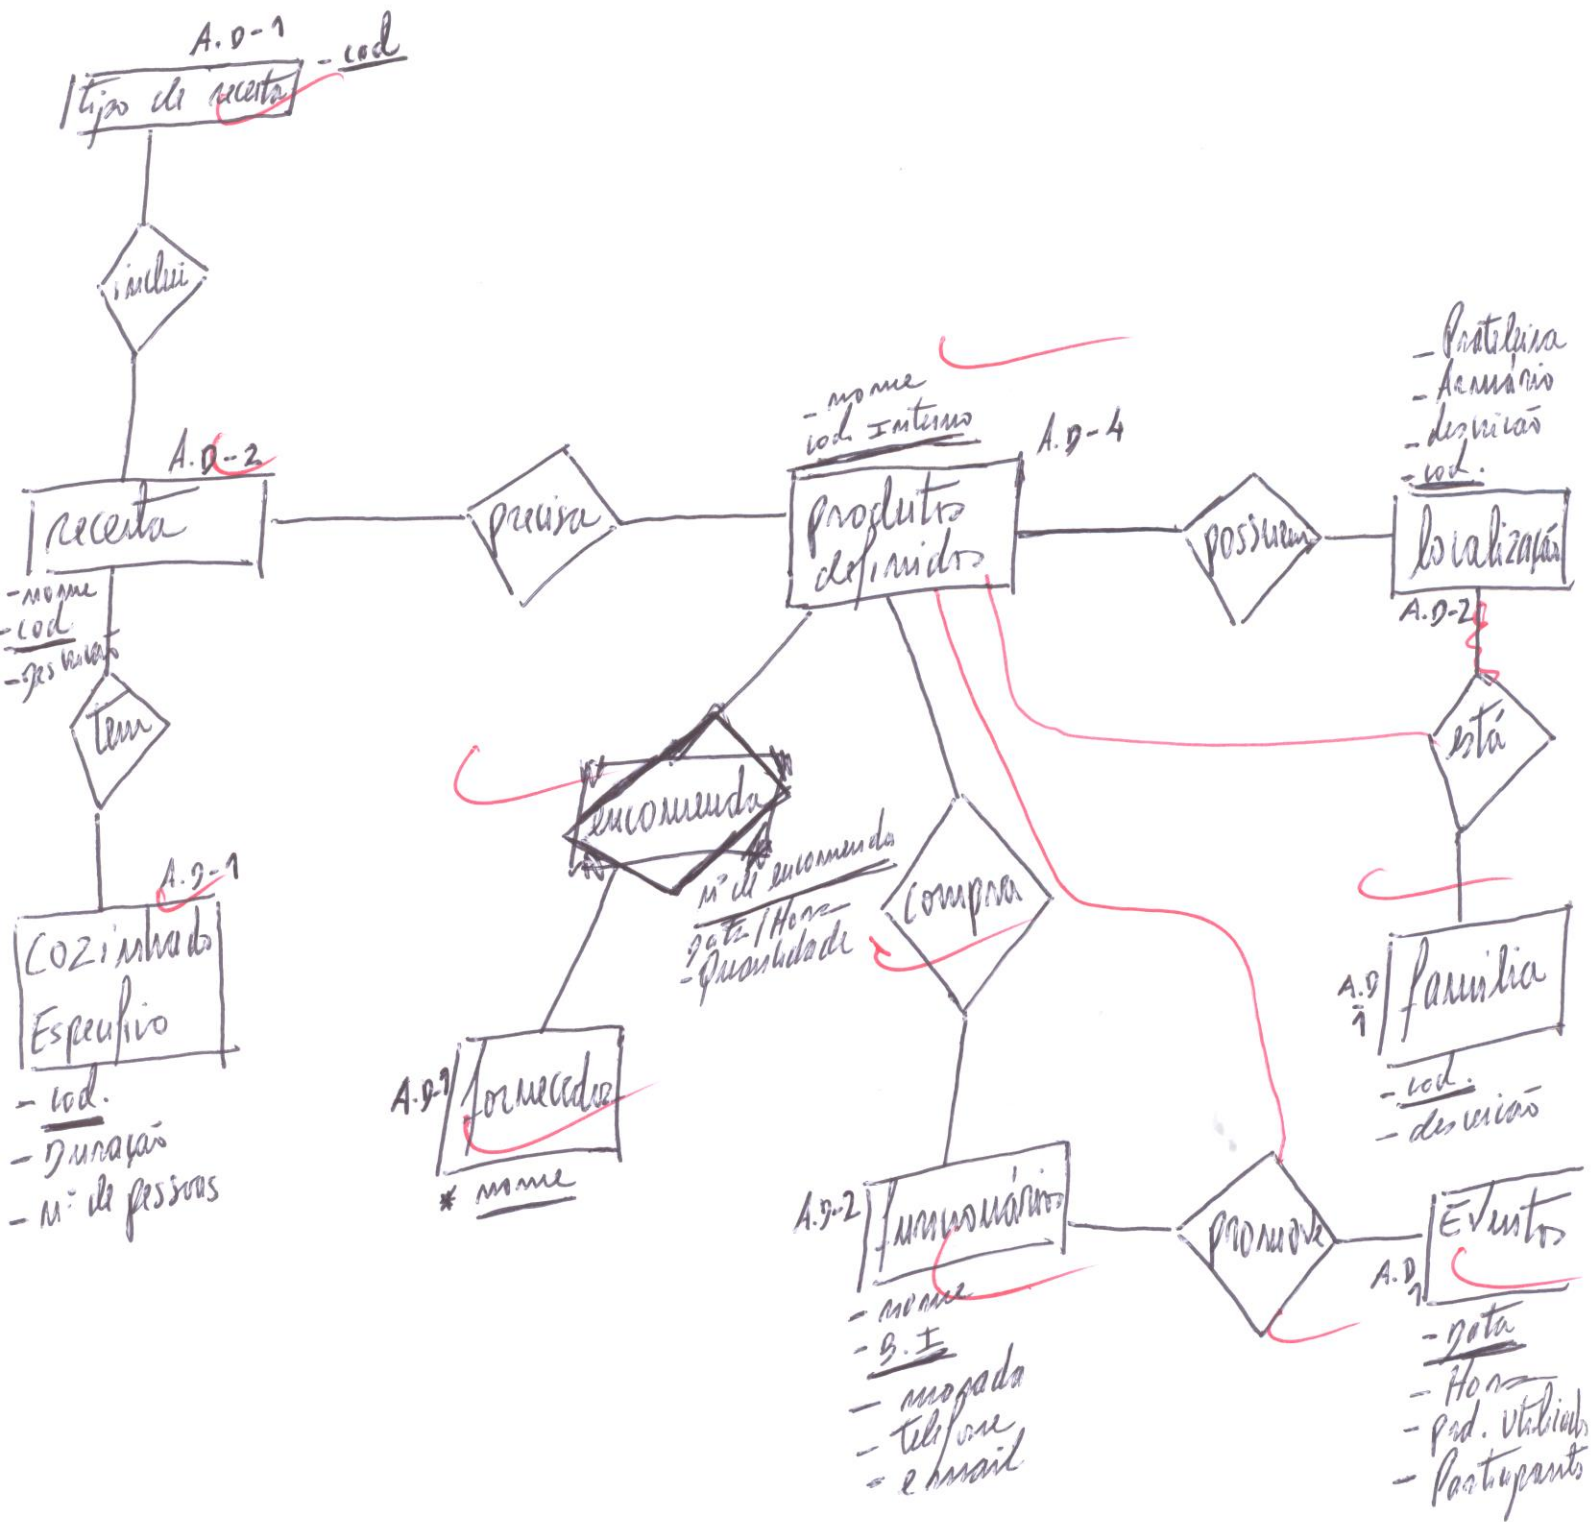 A.D-1
- cod
tipo de receita
inclui
- Prateleira
- Armário
- descrição
- cod.
- nome
cod. Interno
A.D-4
A.D-2
receita
precisa
produtos
definidos
possuem
localização
- nome
- cod
- Descrição
A.D-2
tem
está
encomenda
nº de encomenda
Data/Hora
- Quantidade
compra
A.D-1
Cozinhado
Especifico
A.D-1
família
- cod.
- Duração
- nº de pessoas
A.D-1
fornecedor
* nome
- cod.
- descrição
A.D-2
funcionários
promove
Eventos
A.D
1
- nome
- B.I
- morada
- telefone
- email
- Data
- Hora
- prod. utilizados
- Participants